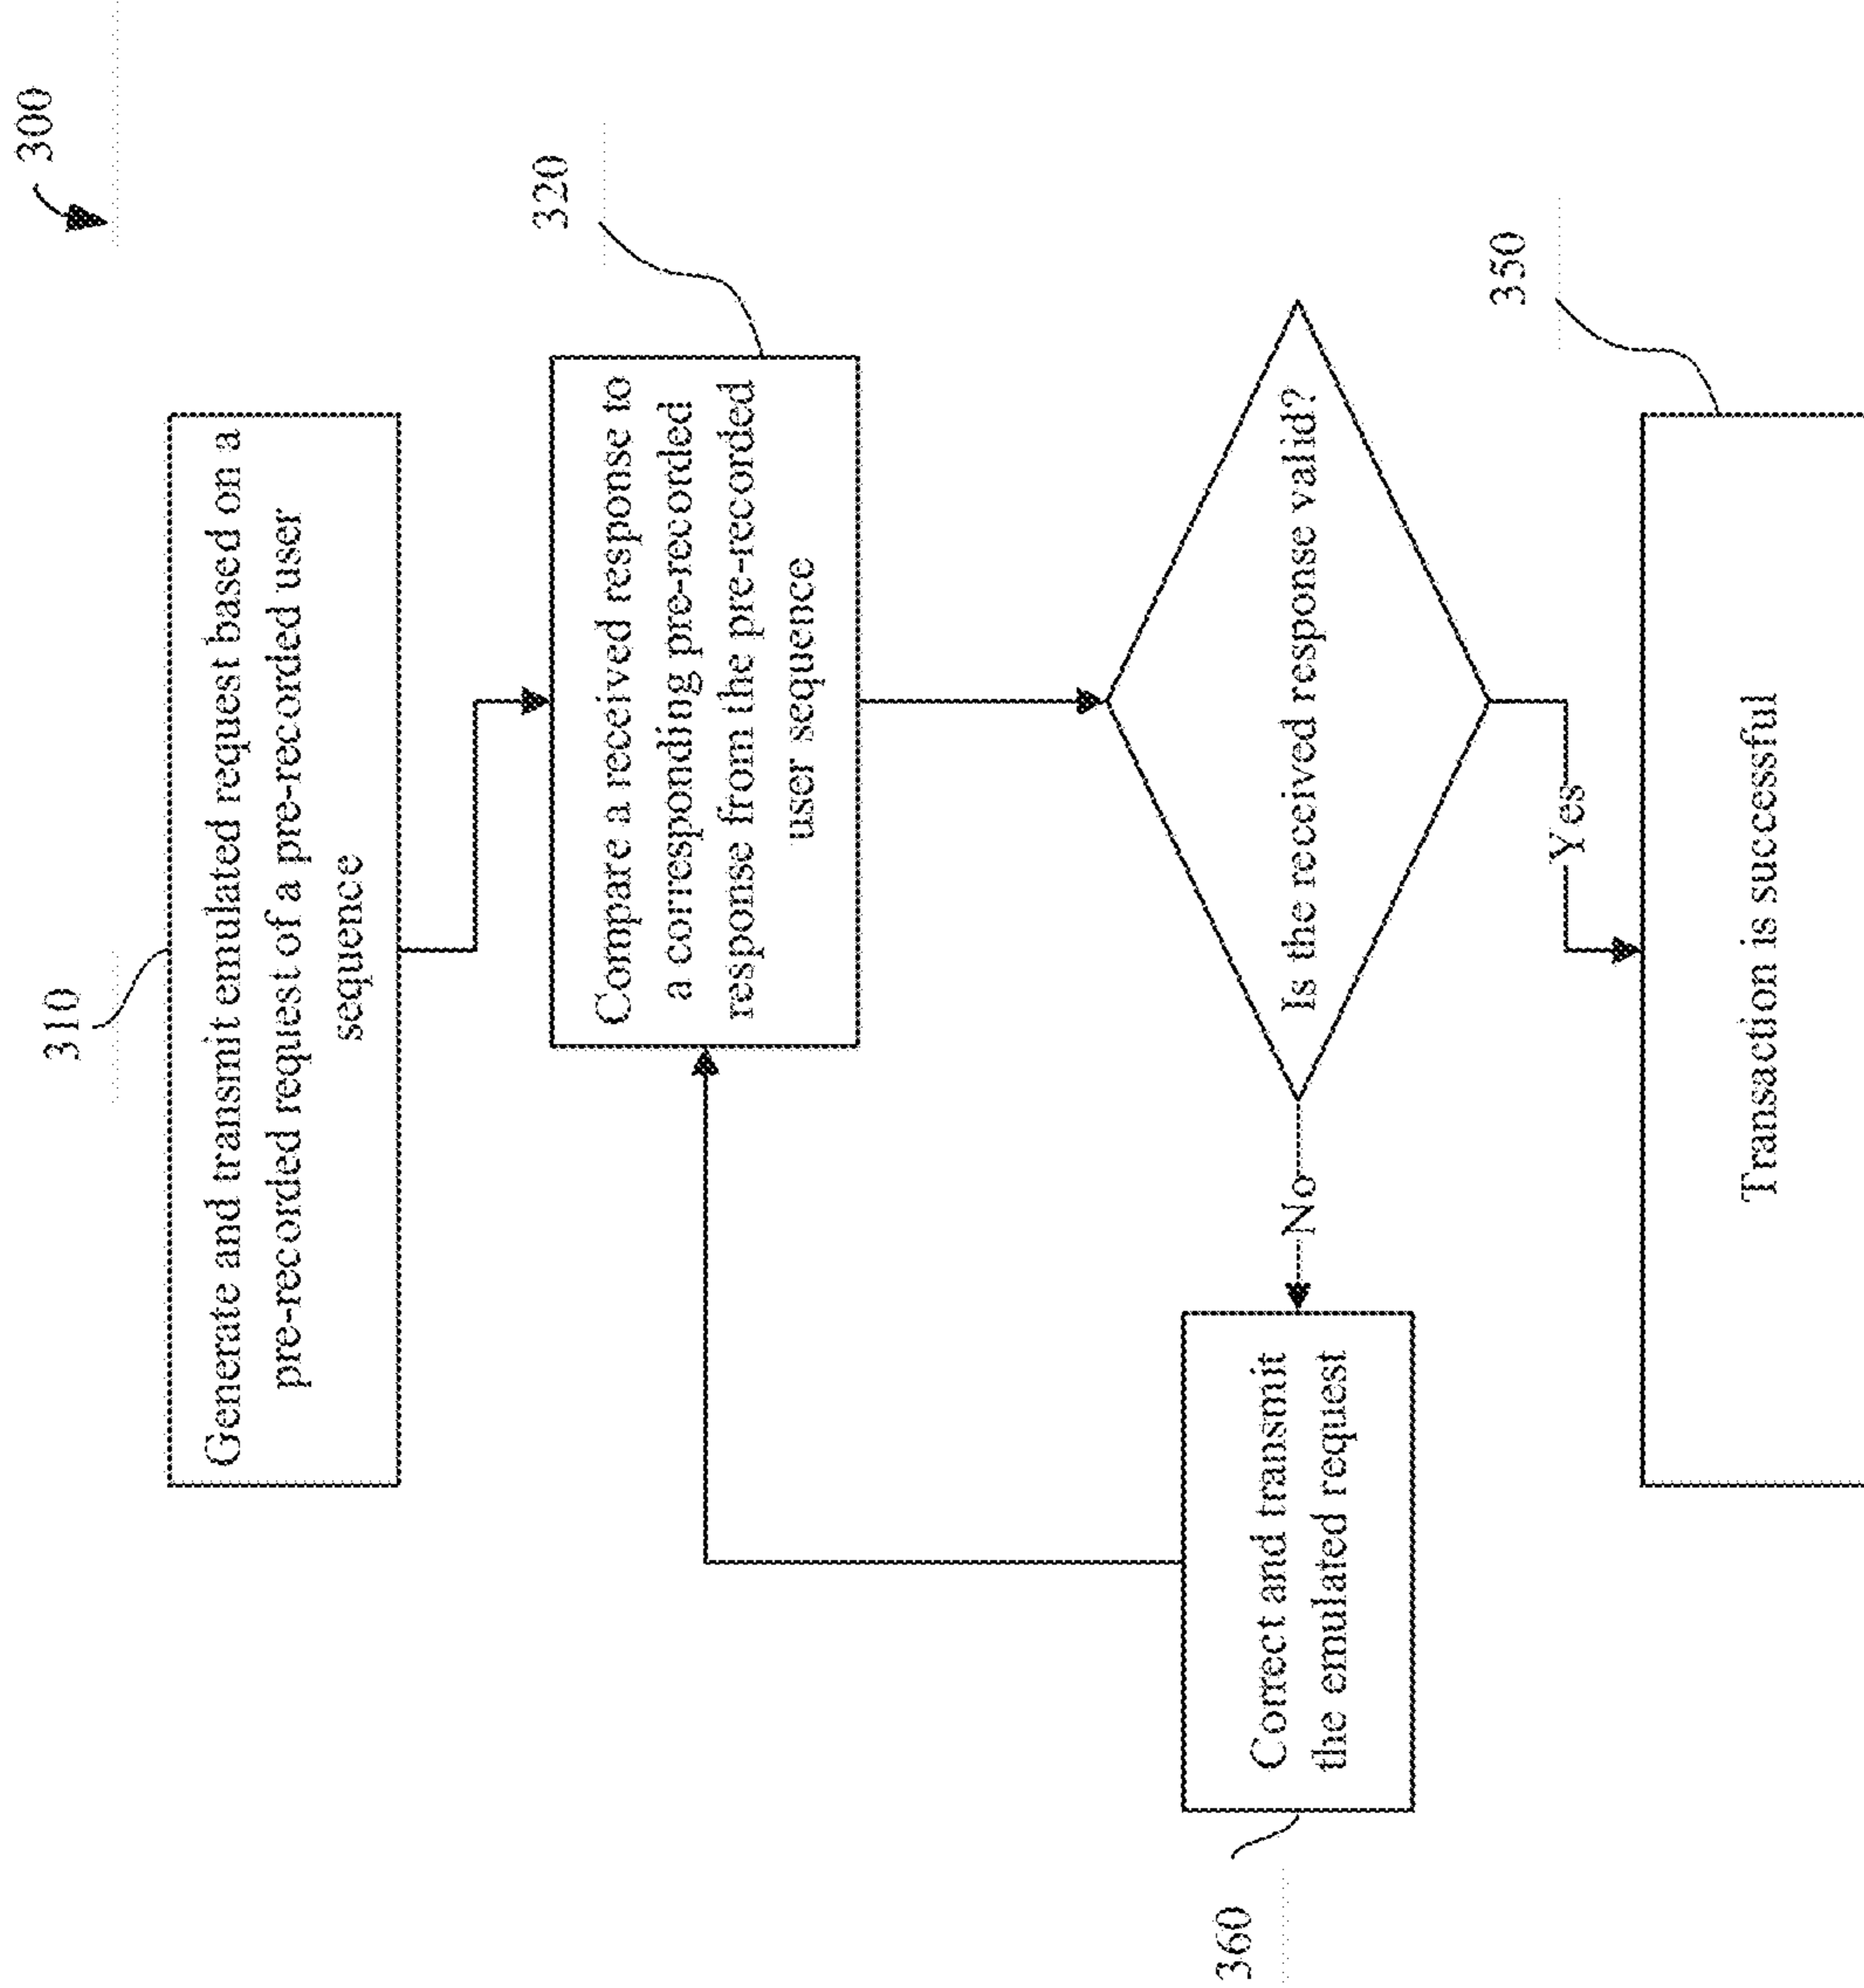 300
310
Generate and transmit emulated request based on a
pre-recorded request of a pre-recorded user
sequence
320
Compare a received response to
a corresponding pre-recorded
response from the pre-recorded
user sequence
Is the received response valid?
No
360
Correct and transmit
the emulated request
Yes
350
Transaction is successful